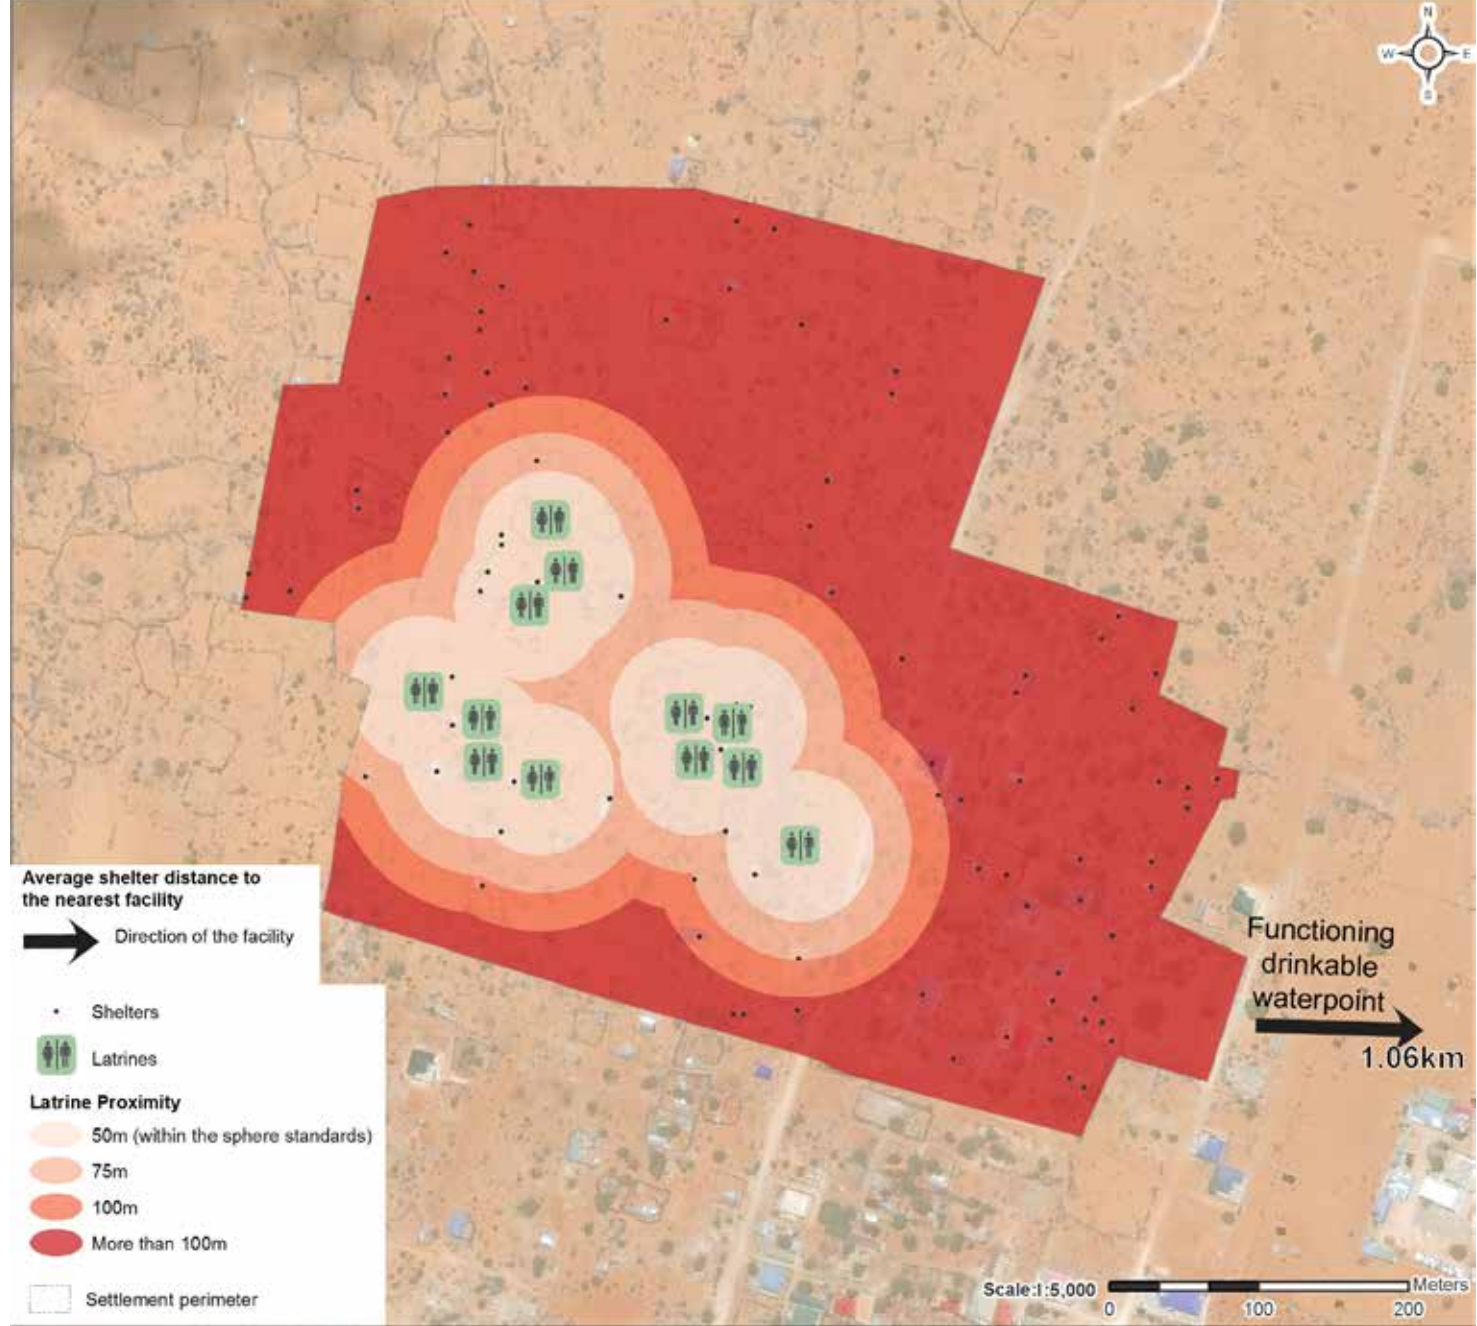 N
W E
S
Functioning
drinkable
waterpoint
1.06km
Average shelter distance to
the nearest facility
Direction of the facility
Shelters
Latrines
Latrine Proximity
50m (within the sphere standards)
75m
100m
More than 100m
Settlement perimeter
Scale:1:5,000
Meters
0 100 200